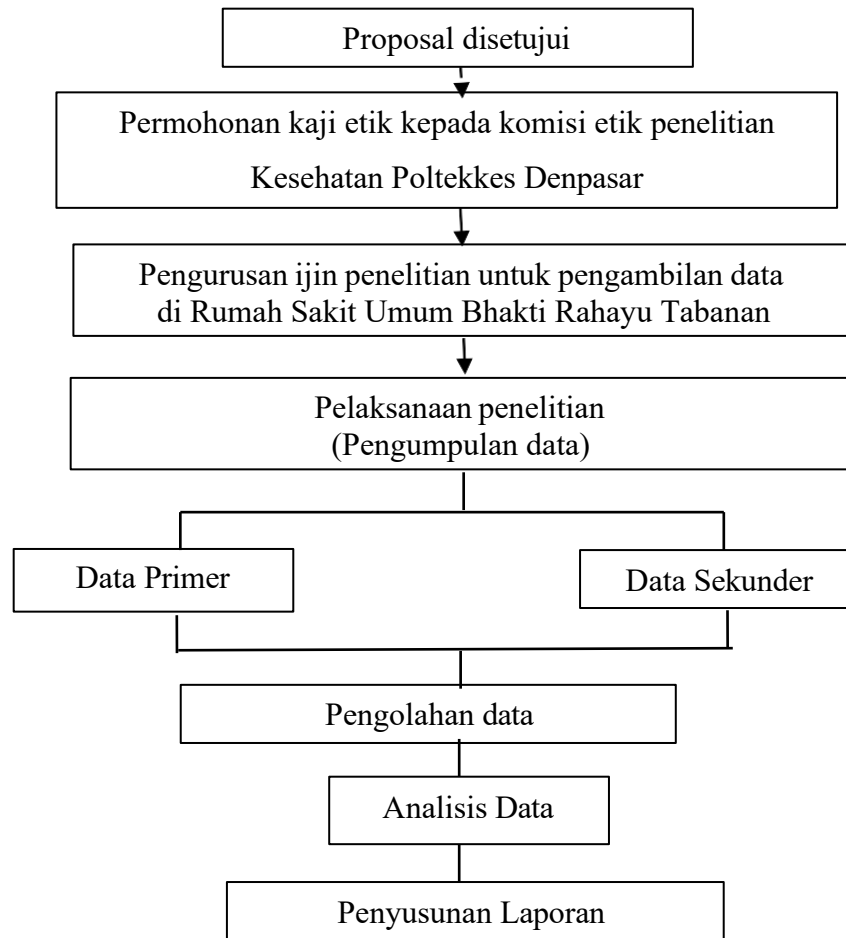 Proposal disetujui
Permohonan kaji etik kepada komisi etik penelitian
Kesehatan Poltekkes Denpasar
Pengurusan ijin penelitian untuk pengambilan data
di Rumah Sakit Umum Bhakti Rahayu Tabanan
Pelaksanaan penelitian
(Pengumpulan data)
Data Primer
Data Sekunder
Pengolahan data
Analisis Data
Penyusunan Laporan